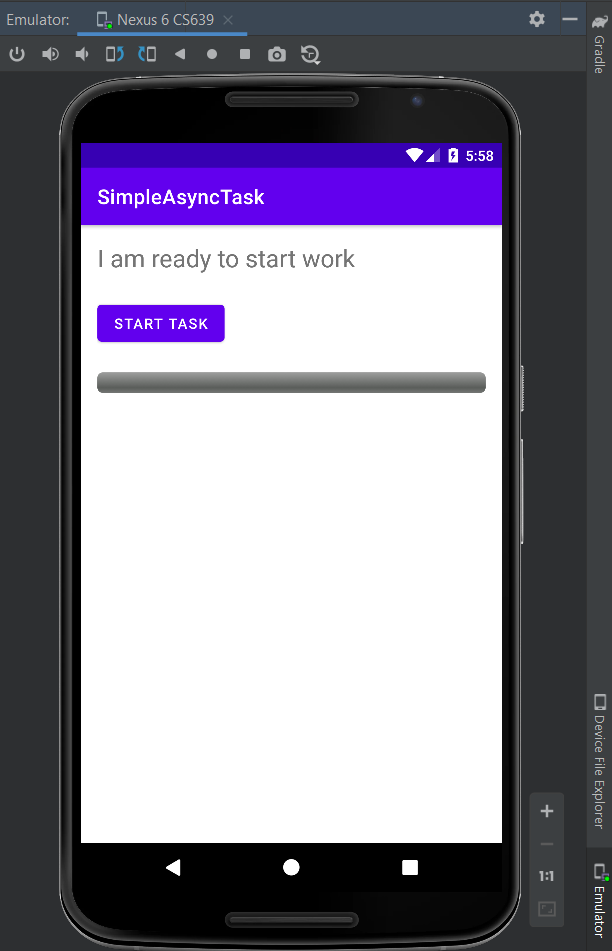 Emulator: Nexus 6 CS639
Gradle
5:58
SimpleAsyncTask
I am ready to start work
START TASK
Device File Explorer
1:1
Emulator